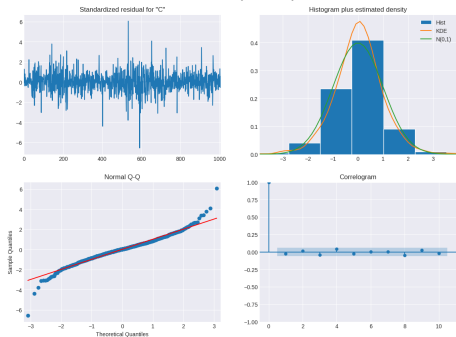 Standardized residual for "C"
6
4
2
0
−2
−4
−6
0 200 400 600 800 1000
Histogram plus estimated density
Hist
KDE
N(0,1)
0.4
0.3
0.2
0.1
0.0
−3 −2 −1 0 1 2 3
Normal Q-Q
Sample Quantiles
6
4
2
0
−2
−4
−6
−3 −2 −1 0 1 2 3
Theoretical Quantiles
Correlogram
1.00
0.75
0.50
0.25
0.00
−0.25
−0.50
−0.75
−1.00
0 2 4 6 8 10